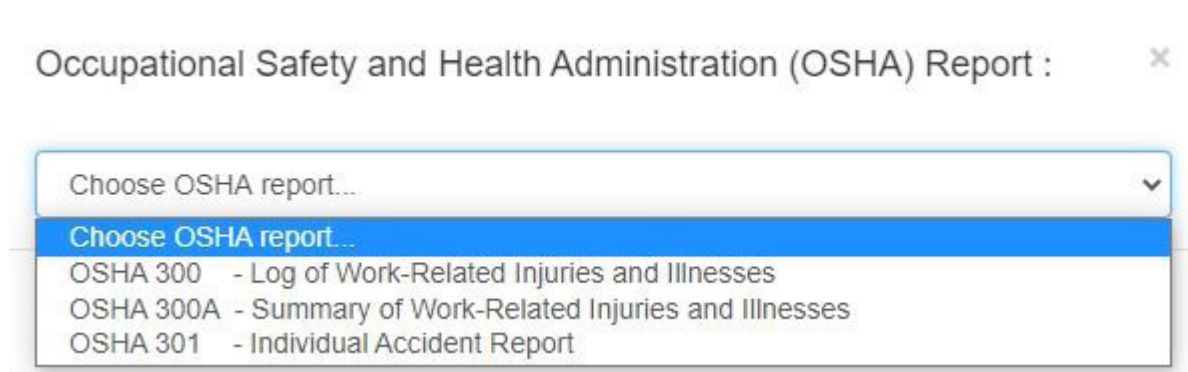 Occupational Safety and Health Administration (OSHA) Report : ×
Choose OSHA report...
Choose OSHA report...
OSHA 300 - Log of Work-Related Injuries and Illnesses
OSHA 300A - Summary of Work-Related Injuries and Illnesses
OSHA 301 - Individual Accident Report